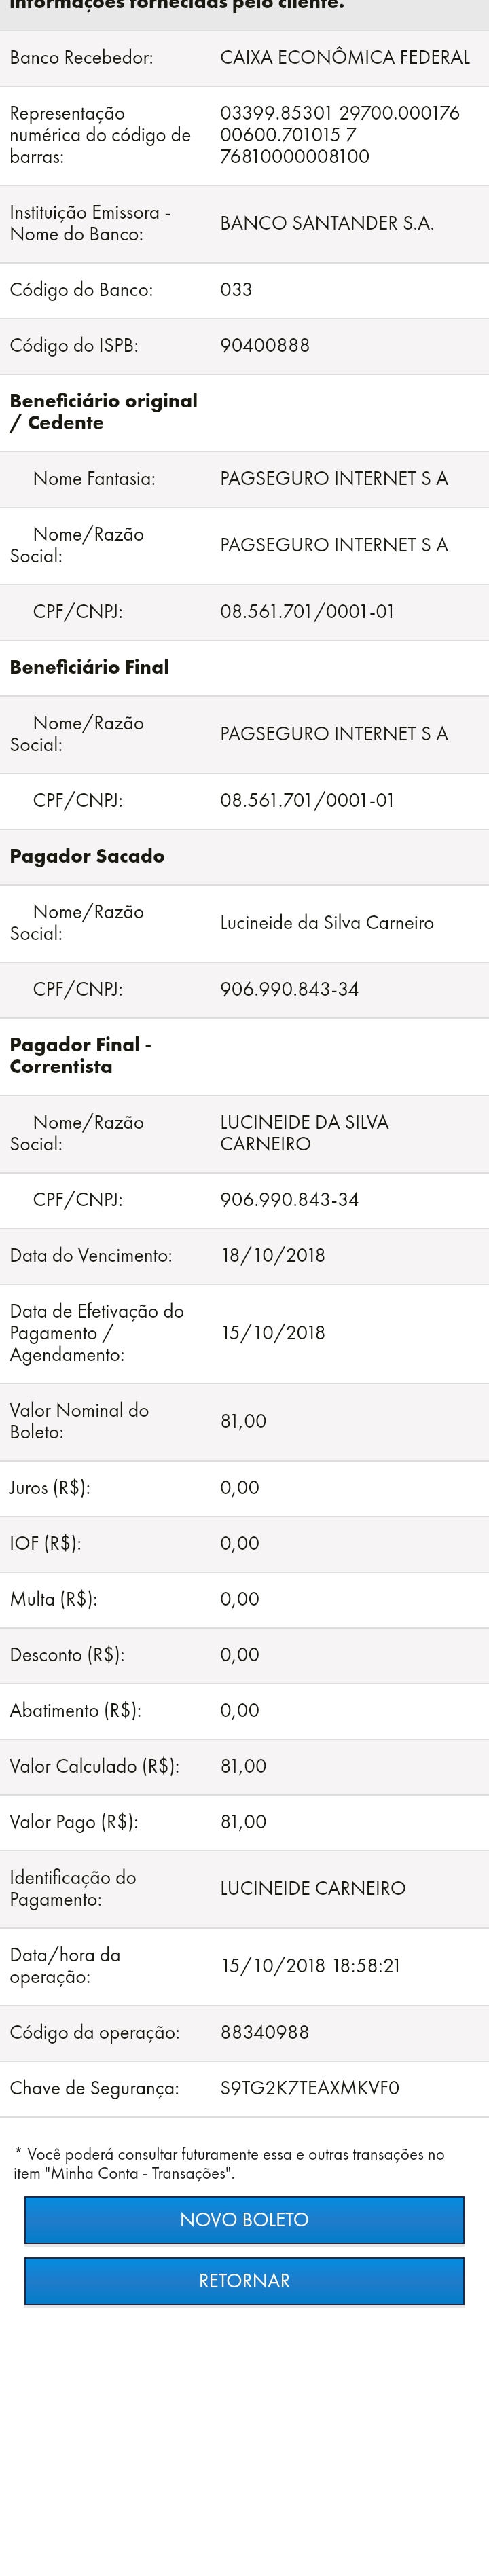 informações fornecidas pelo cliente.
Banco Recebedor: CAIXA ECONÔMICA FEDERAL
Representação
numérica do código de
barras:
03399.85301 29700.000176
00600.701015 7
76810000008100
Instituição Emissora -
Nome do Banco:
BANCO SANTANDER S.A.
Código do Banco: 033
Código do ISPB: 90400888
Beneficiário original
/ Cedente
Nome Fantasia: PAGSEGURO INTERNET S A
Nome/Razão
Social:
PAGSEGURO INTERNET S A
CPF/CNPJ: 08.561.701/0001-01
Beneficiário Final
Nome/Razão
Social:
PAGSEGURO INTERNET S A
CPF/CNPJ: 08.561.701/0001-01
Pagador Sacado
Nome/Razão
Social:
Lucineide da Silva Carneiro
CPF/CNPJ: 906.990.843-34
Pagador Final -
Correntista
Nome/Razão
Social:
LUCINEIDE DA SILVA
CARNEIRO
CPF/CNPJ: 906.990.843-34
Data do Vencimento: 18/10/2018
Data de Efetivação do
Pagamento /
Agendamento:
15/10/2018
Valor Nominal do
Boleto:
81,00
Juros (R$): 0,00
IOF (R$): 0,00
Multa (R$): 0,00
Desconto (R$): 0,00
Abatimento (R$): 0,00
Valor Calculado (R$): 81,00
Valor Pago (R$): 81,00
Identificação do
Pagamento:
LUCINEIDE CARNEIRO
Data/hora da
operação:
15/10/2018 18:58:21
Código da operação: 88340988
Chave de Segurança: S9TG2K7TEAXMKVF0
* Você poderá consultar futuramente essa e outras transações no
item "Minha Conta - Transações".
NOVO BOLETO
RETORNAR